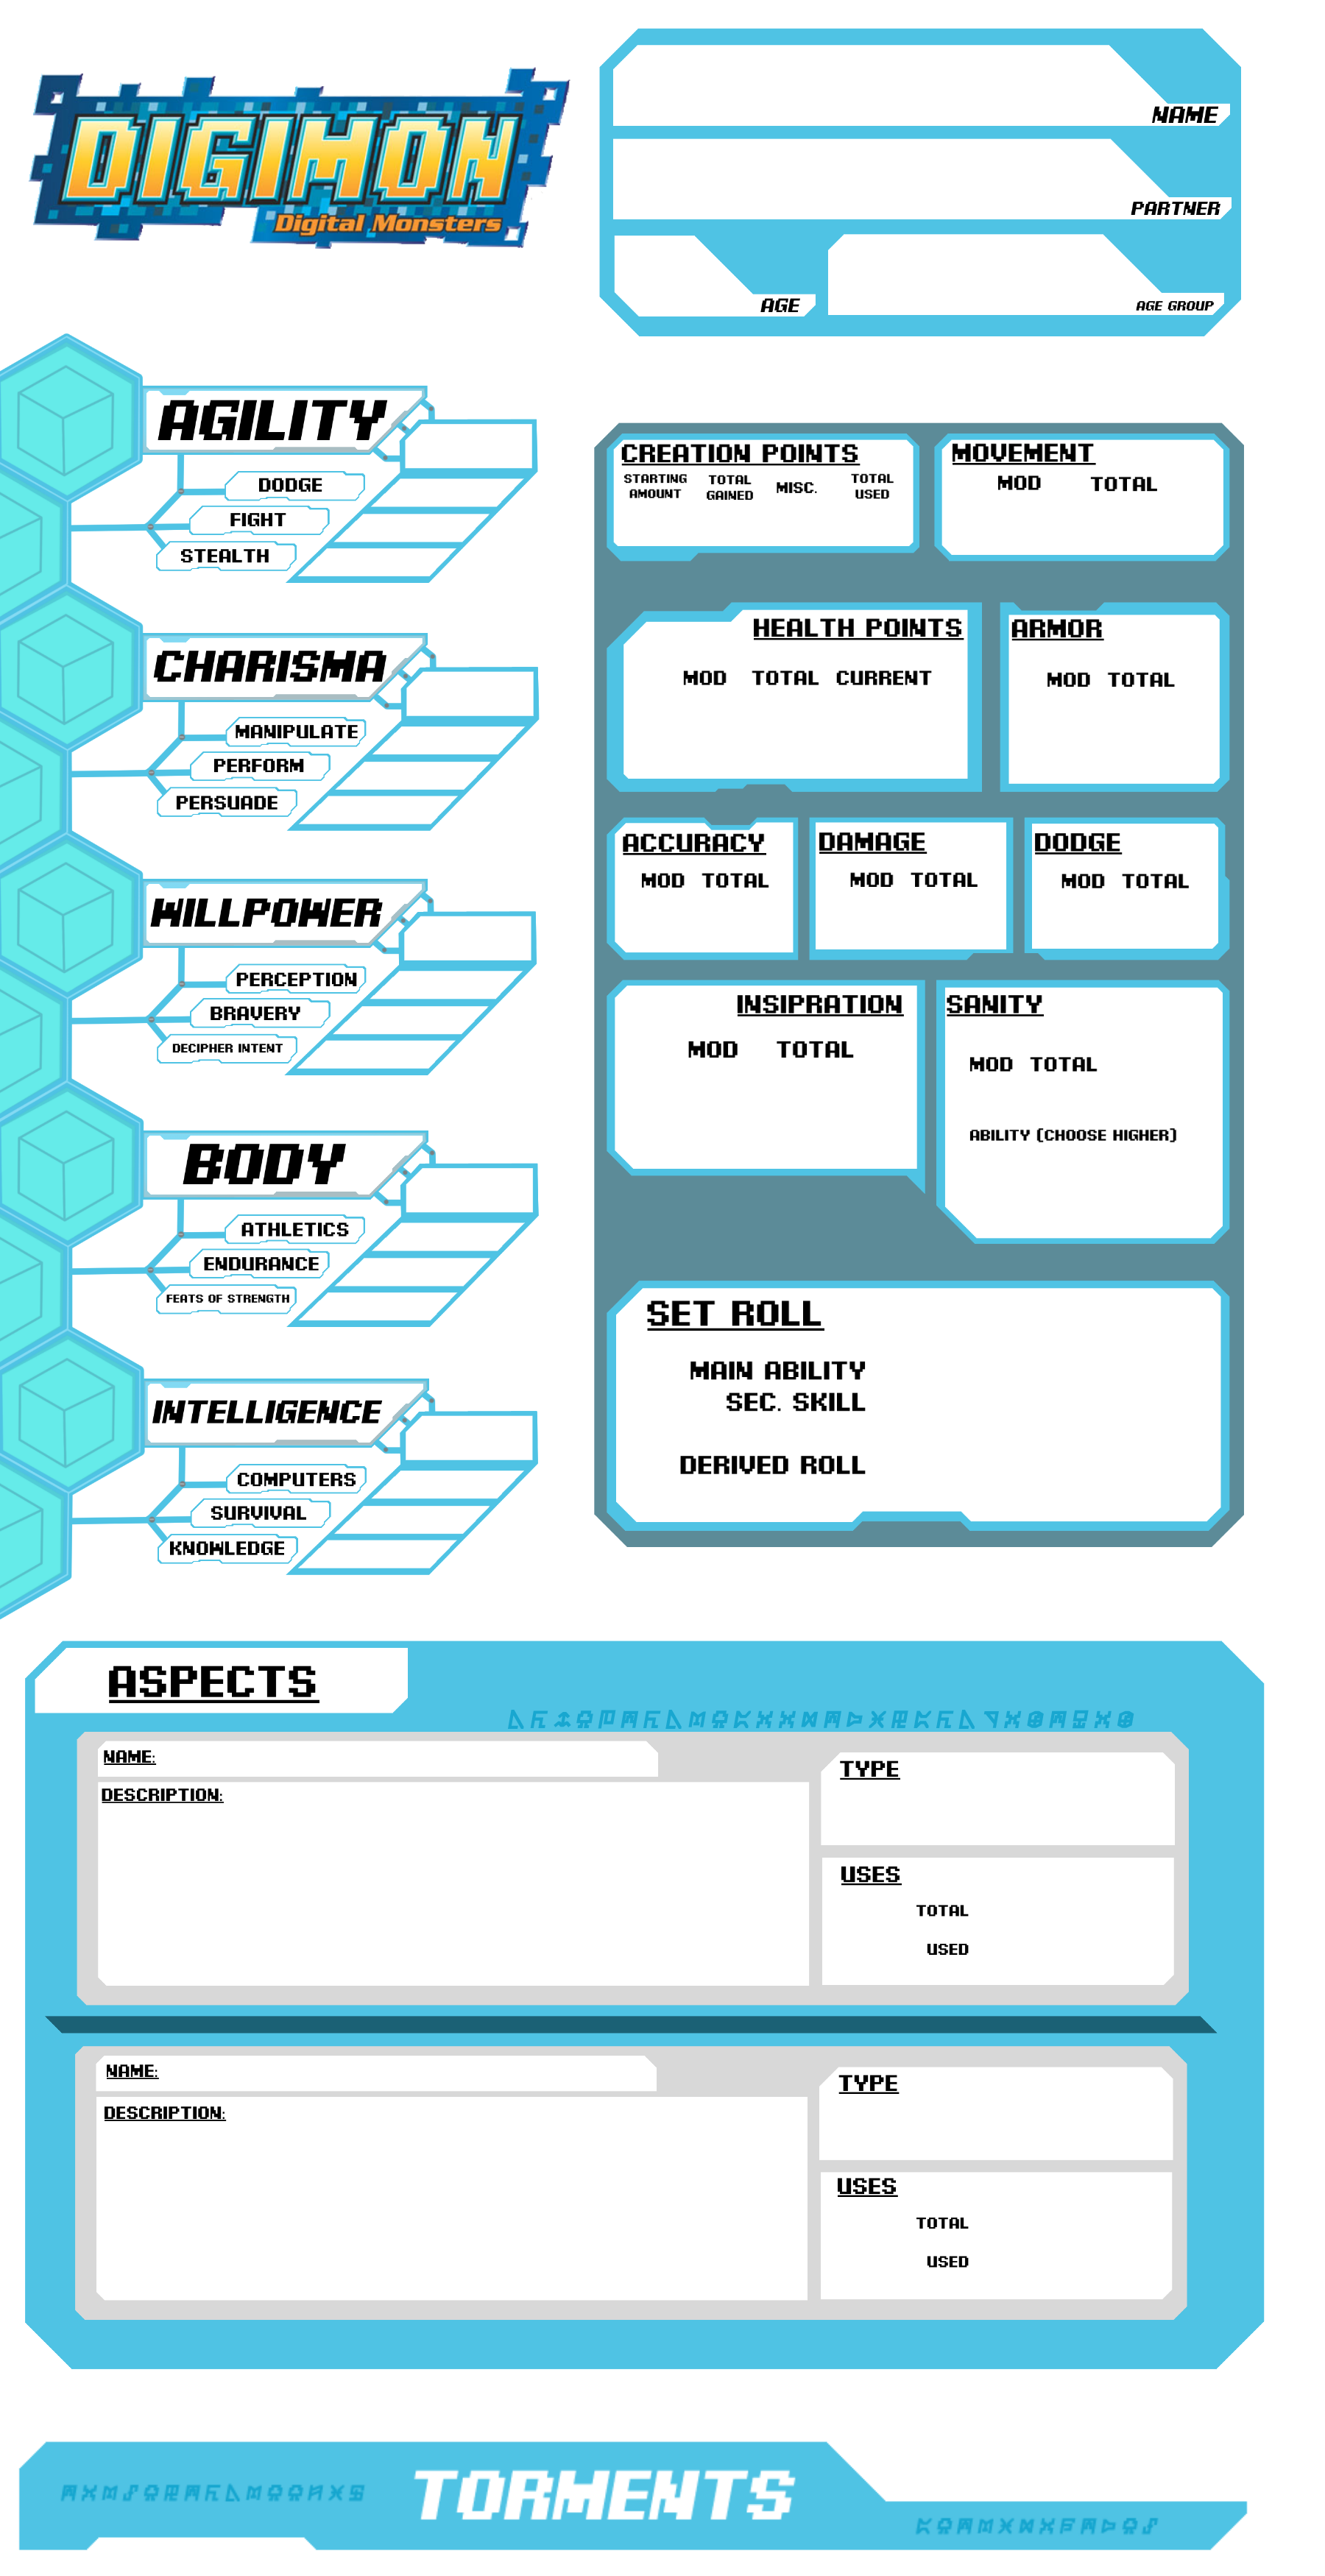 DIGIMON
Digital Monsters
NAME
PARTNER
AGE
AGE GROUP
AGILITY
DODGE
FIGHT
STEALTH
CHARISMA
MANIPULATE
PERFORM
PERSUADE
WILLPOWER
PERCEPTION
BRAVERY
DECIPHER INTENT
BODY
ATHLETICS
ENDURANCE
FEATS OF STRENGTH
INTELLIGENCE
COMPUTERS
SURVIVAL
KNOWLEDGE
CREATION POINTS
STARTING AMOUNT
TOTAL GAINED
MISC.
TOTAL USED
MOVEMENT
MOD TOTAL
HEALTH POINTS
MOD TOTAL CURRENT
ARMOR
MOD TOTAL
ACCURACY
MOD TOTAL
DAMAGE
MOD TOTAL
DODGE
MOD TOTAL
INSIPRATION
MOD TOTAL
SANITY
MOD TOTAL
ABILITY (CHOOSE HIGHER)
SET ROLL
MAIN ABILITY
SEC. SKILL
DERIVED ROLL
ASPECTS
NAME:
DESCRIPTION:
TYPE
USES
TOTAL
USED
NAME:
DESCRIPTION:
TYPE
USES
TOTAL
USED
TORMENTS